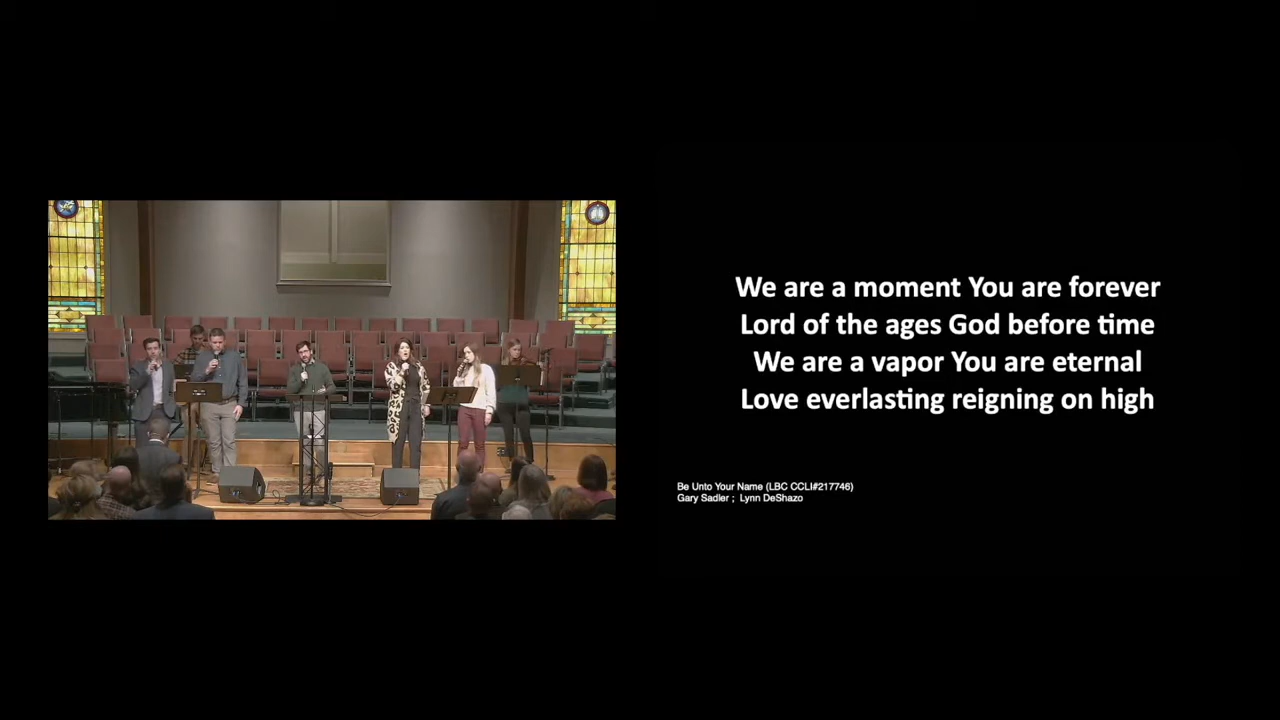 We are a moment You are forever
Lord of the ages God before time
We are a vapor You are eternal
Love everlasting reigning on high
Be Unto Your Name (LBC CCLI#217746)
Gary Sadler ; Lynn DeShazo